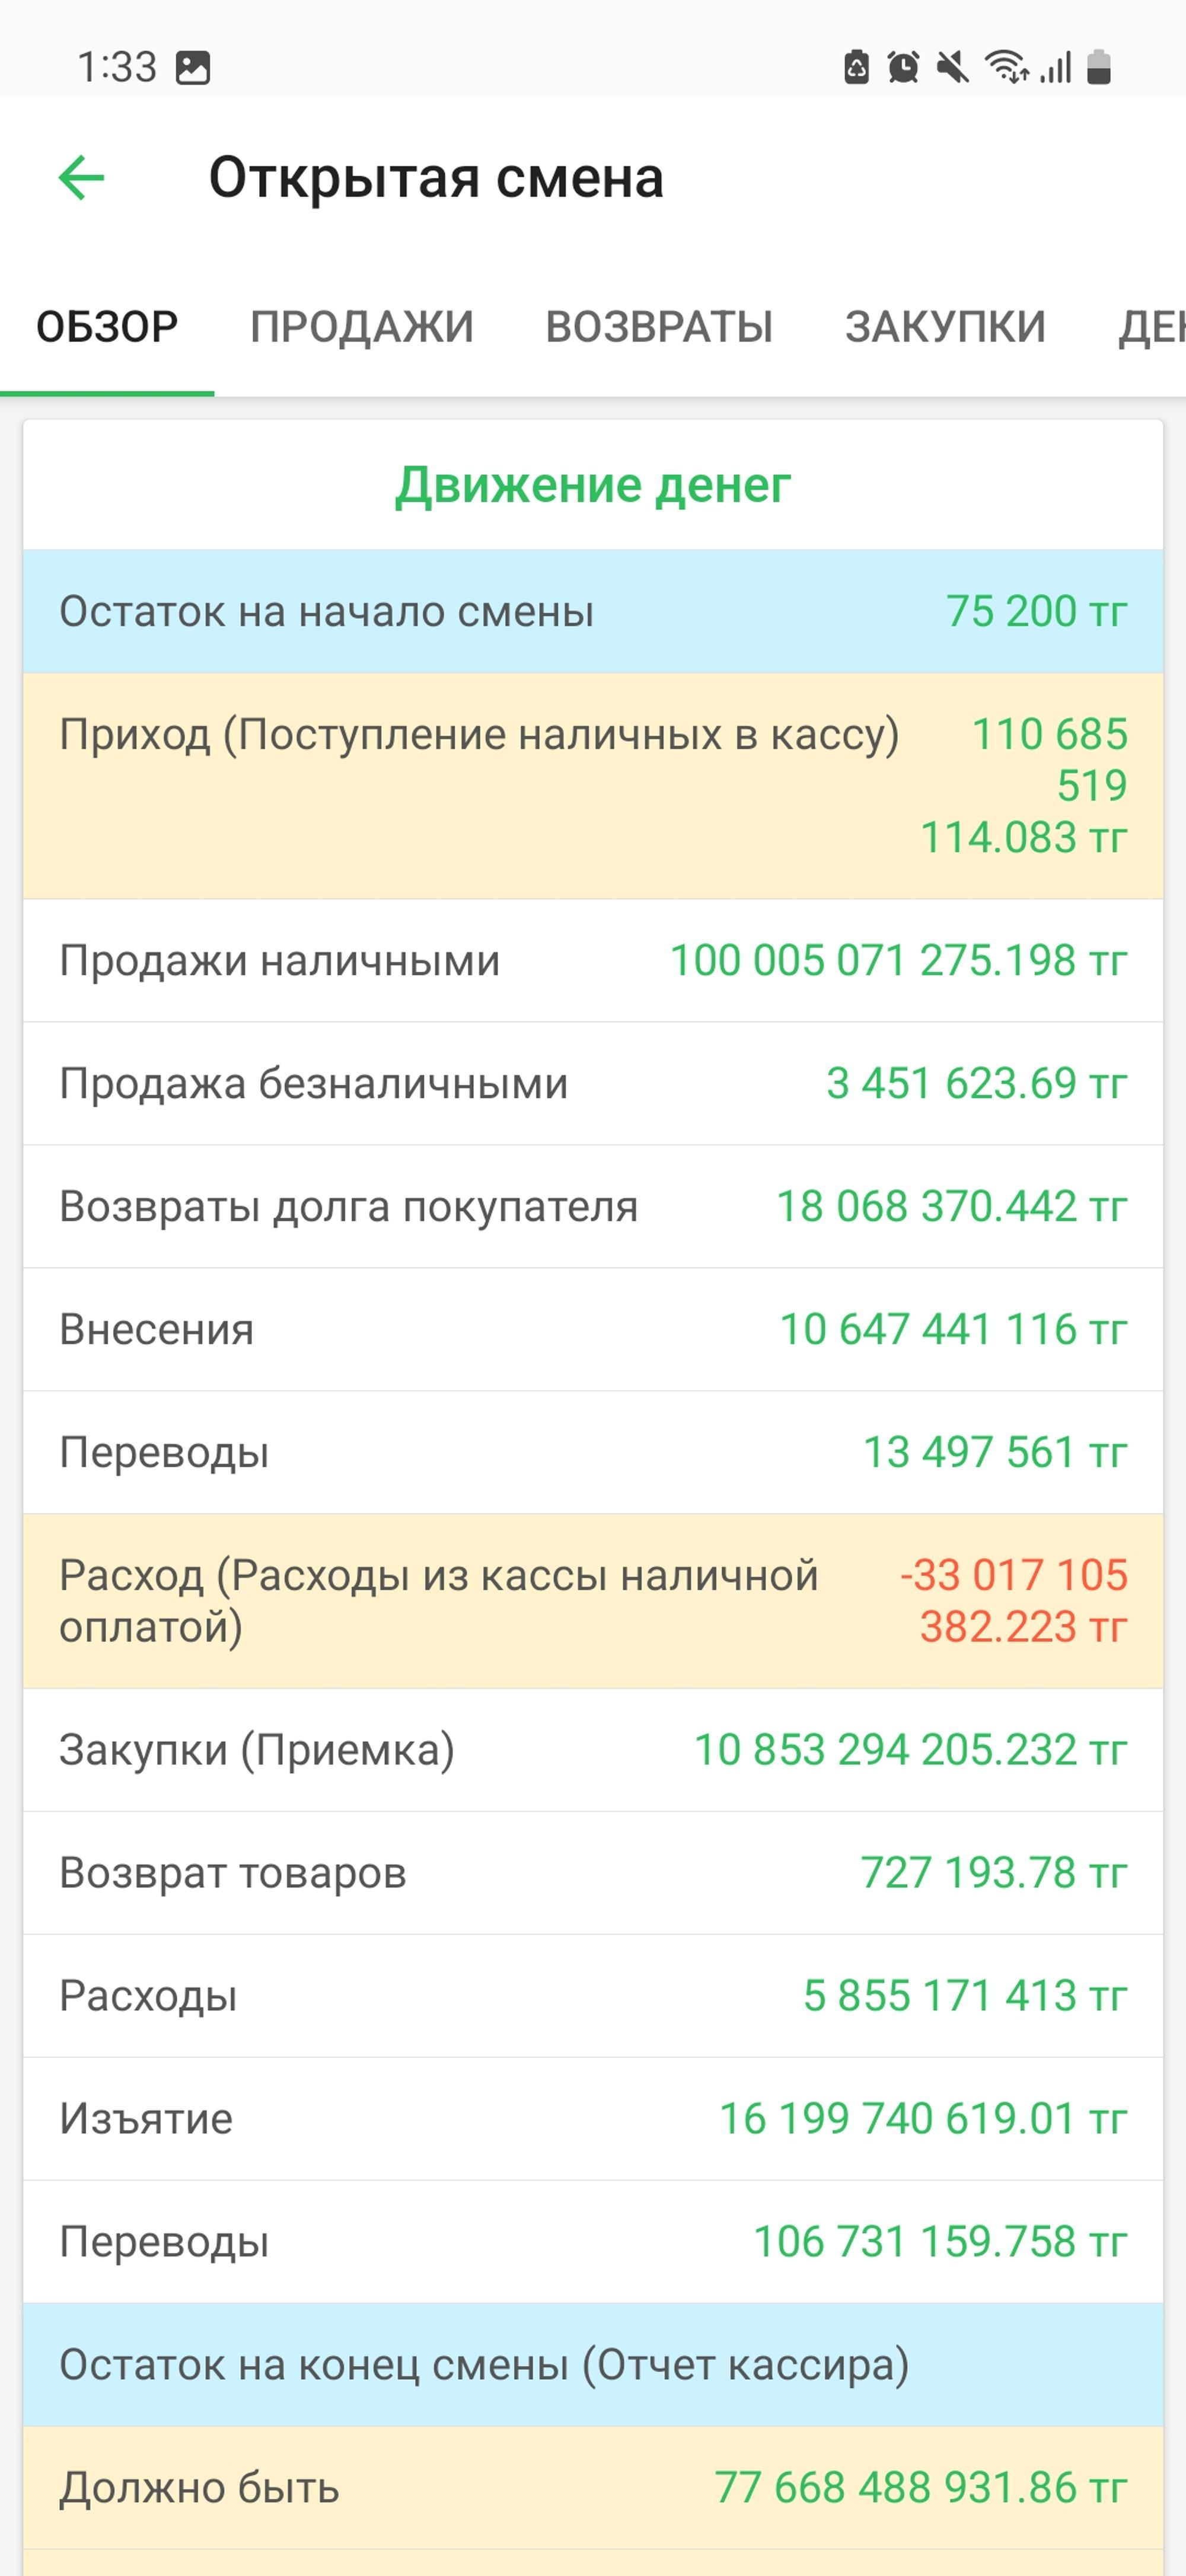 1:33
Открытая смена
ОБЗОР ПРОДАЖИ ВОЗВРАТЫ ЗАКУПКИ
Движение денег
Остаток на начало смены 75 200 тг
Приход (Поступление наличных в кассу) 110 685
519
114.083 тг
Продажи наличными 100 005 071 275.198 тг
Продажа безналичными 3 451 623.69 тг
Возвраты долга покупателя 18 068 370.442 тг
Внесения 10 647 441 116 тг
Переводы 13 497 561 тг
Расход (Расходы из кассы наличной -33 017 105
оплатой) 382.223 тг
Закупки (Приемка) 10 853 294 205.232 тг
Возврат товаров 727 193.78 тг
Расходы 5 855 171 413 тг
Изъятие 16 199 740 619.01 тг
Переводы 106 731 159.758 тг
Остаток на конец смены (Отчет кассира)
Должно быть 77 668 488 931.86 тг